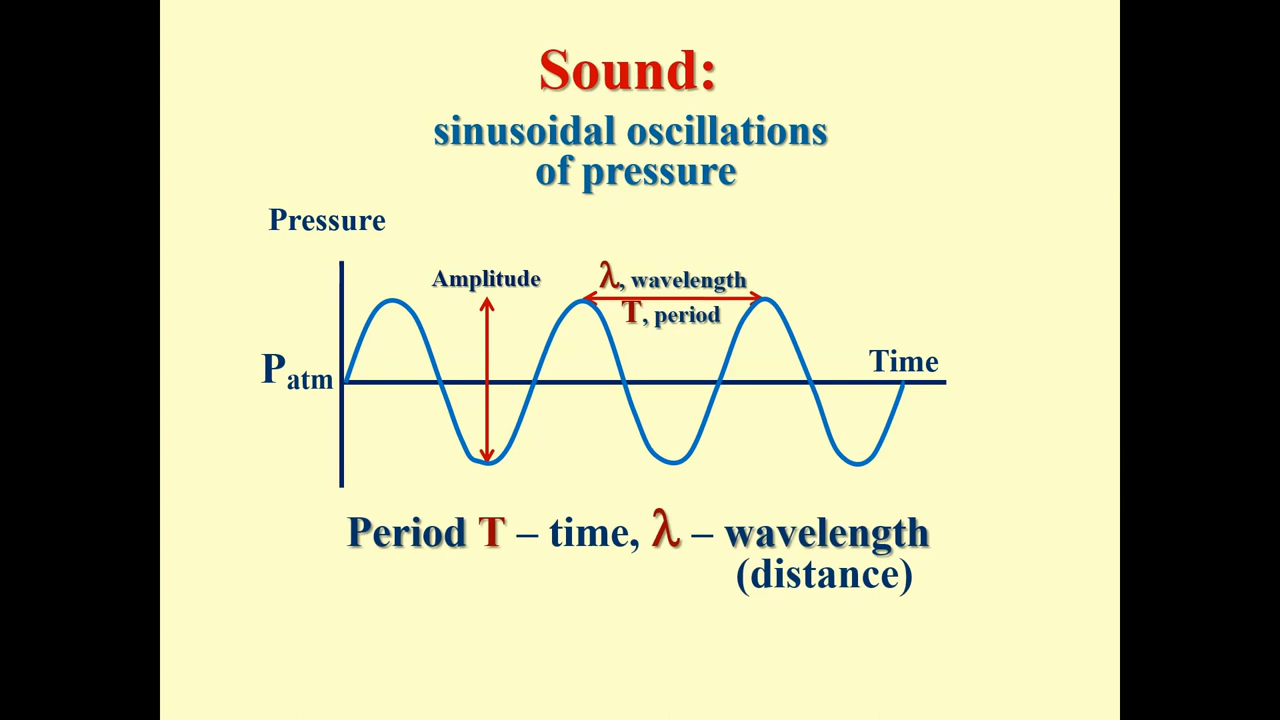 Sound:
sinusoidal oscillations
of pressure
Pressure
Amplitude
λ, wavelength
T, period
Patm
Time
Period T – time, λ – wavelength
(distance)